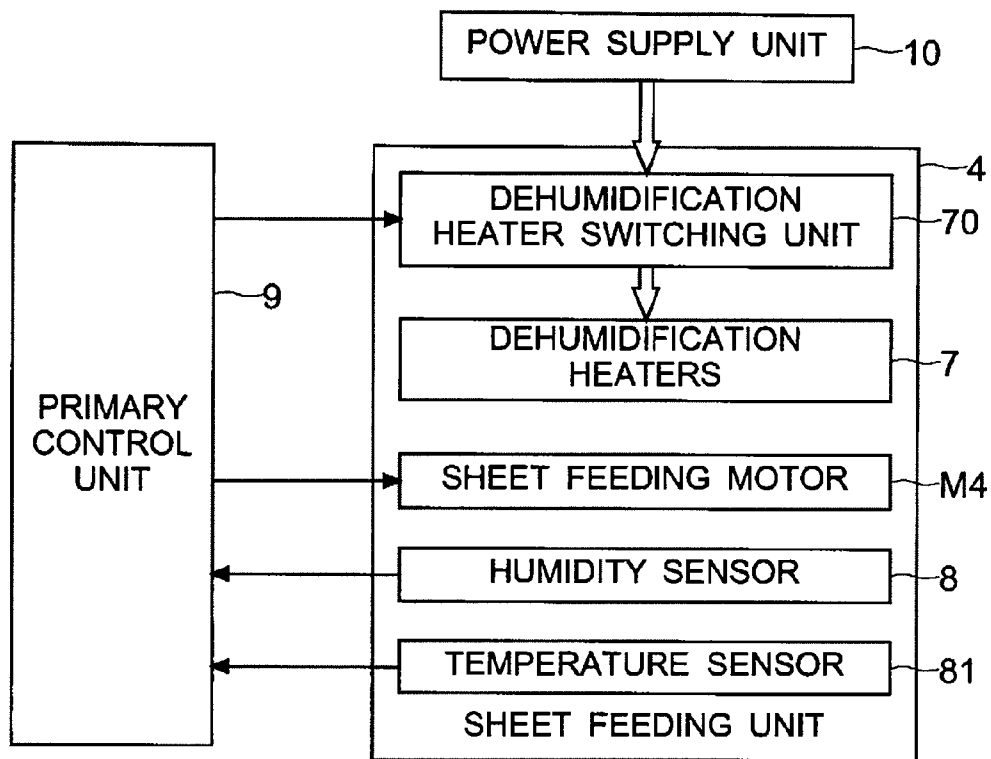 POWER SUPPLY UNIT
10
4
DEHUMIDIFICATION
HEATER SWITCHING UNIT
70
9
DEHUMIDIFICATION
HEATERS
7
PRIMARY
CONTROL
UNIT
SHEET FEEDING MOTOR
M4
HUMIDITY SENSOR
8
TEMPERATURE SENSOR
81
SHEET FEEDING UNIT